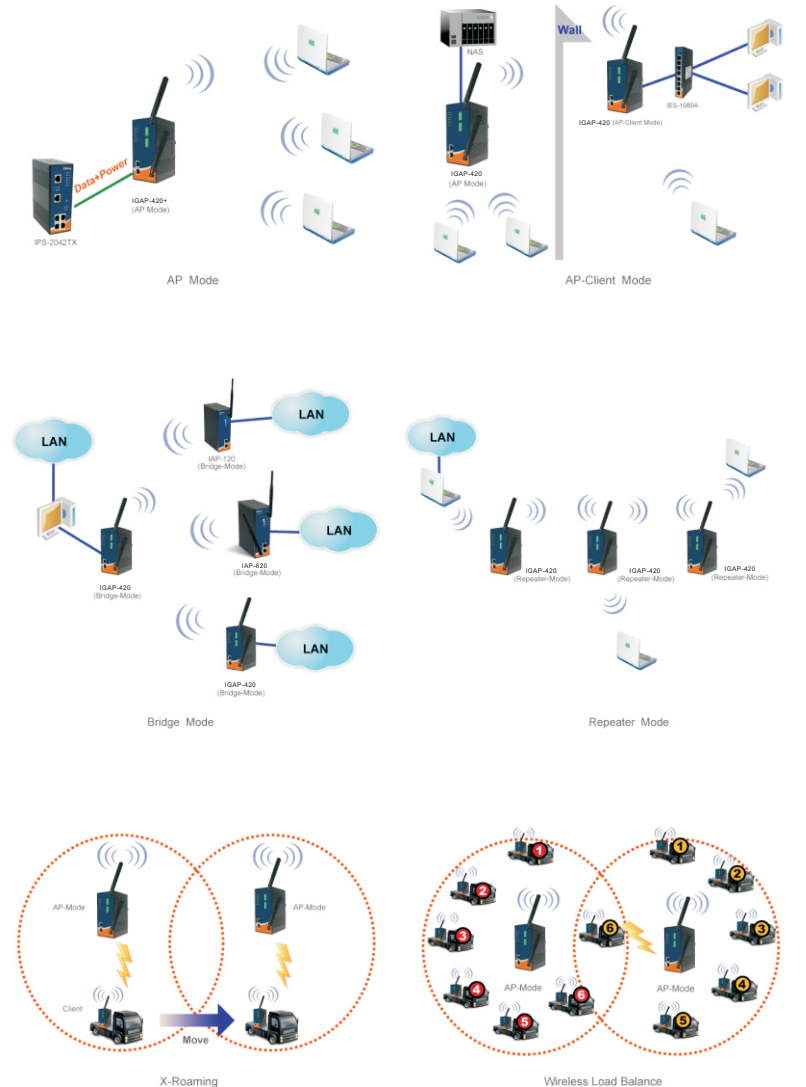 NAS
Wall
Data+Power
IGAP-420+
(AP Mode)
IPS-2042TX
IGAP-420
(AP Mode)
IGAP-420 (AP-Client Mode)
IES-1080A
AP Mode
AP-Client Mode
LAN
IAP-120
(Bridge-Mode)
LAN
IGAP-420
(Bridge-Mode)
IAP-620
(Bridge-Mode)
LAN
IGAP-420
(Bridge-Mode)
LAN
LAN
IGAP-420
(Repeater-Mode)
IGAP-420
(Repeater-Mode)
IGAP-420
(Repeater-Mode)
Bridge Mode
Repeater Mode
AP-Mode
AP-Mode
Client
Move
1
2
3
4
5
6
AP-Mode
1
2
3
4
5
6
AP-Mode
X-Roaming
Wireless Load Balance